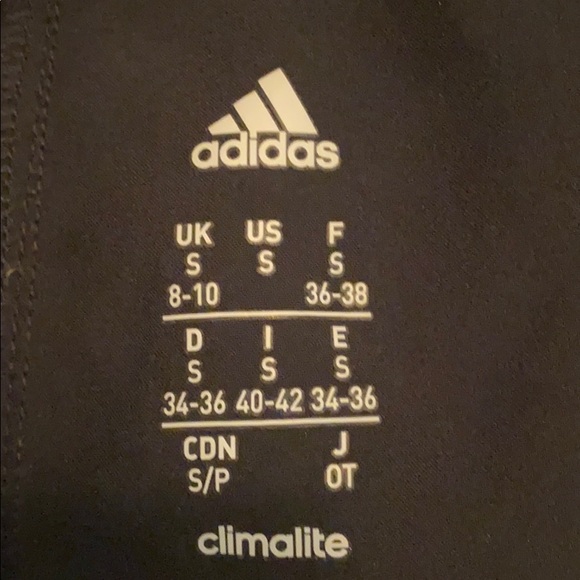 adidas
UK US F
S S S
8-10 36-38
D I E
S S S
34-36 40-42 34-36
CDN J
S/P OT
climalite